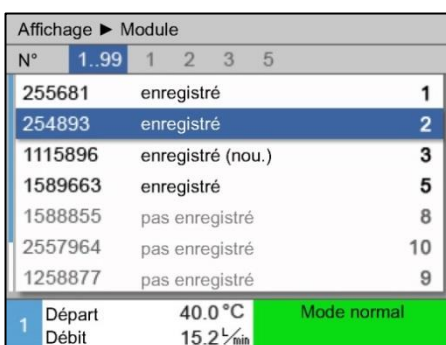 Affichage ► Module
N° 1..99 1 2 3 5
255681 enregistré 1
254893 enregistré 2
1115896 enregistré (nou.) 3
1589663 enregistré 5
1588855 pas enregistré 8
2557964 pas enregistré 10
1258877 pas enregistré 9
1 Départ 40.0 °C Mode normal
Débit 15.2 L/min